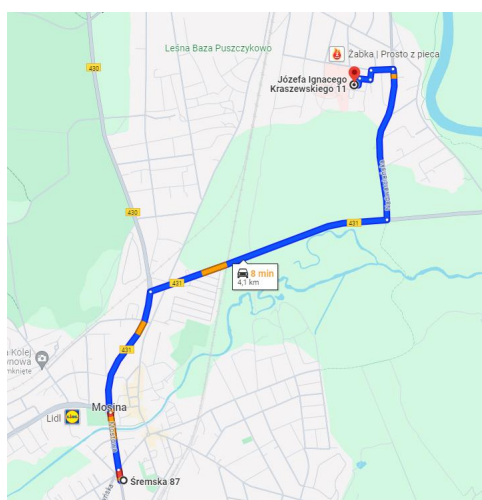 Leśna Baza Puszczykowo
Żabka | Prosto z pieca
430
Józefa Ignacego
Kraszewskiego 11
430
431
431
8 min
4,1 km
431
Kolej
Mosina
Lidl
Śremska 87